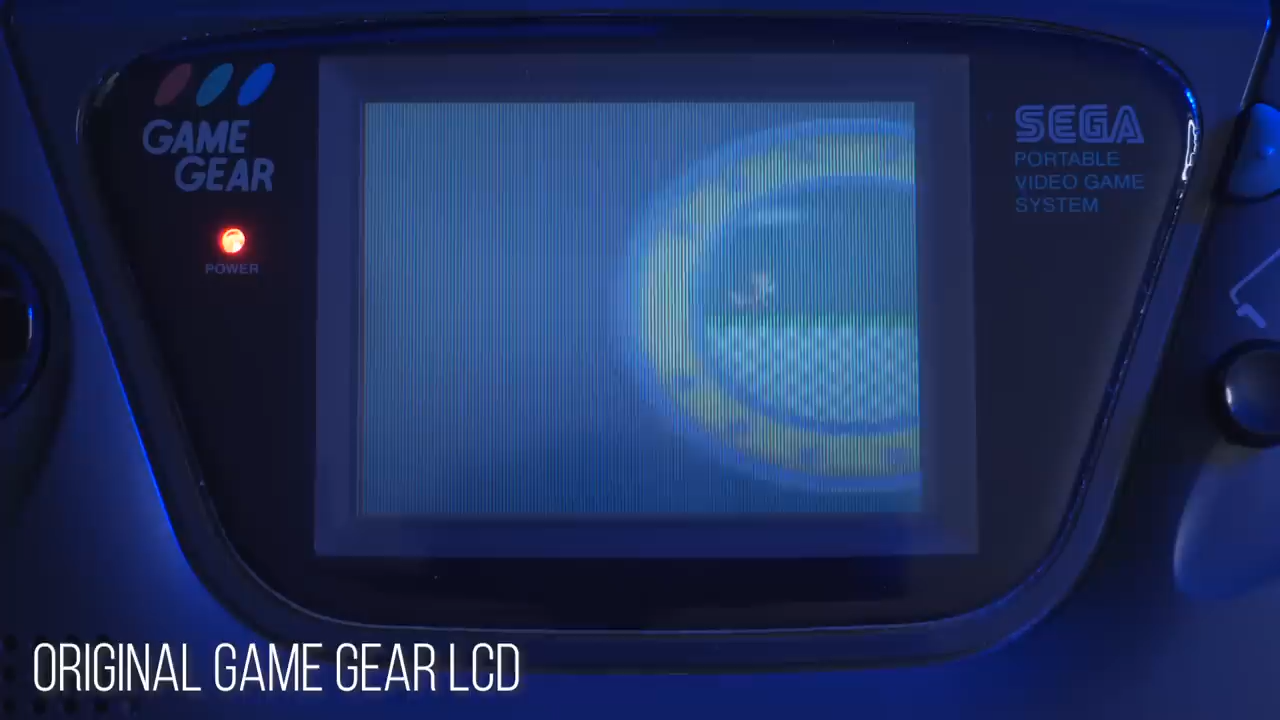 GAME
GEAR
POWER
SEGA
PORTABLE
VIDEO GAME
SYSTEM
ORIGINAL GAME GEAR LCD